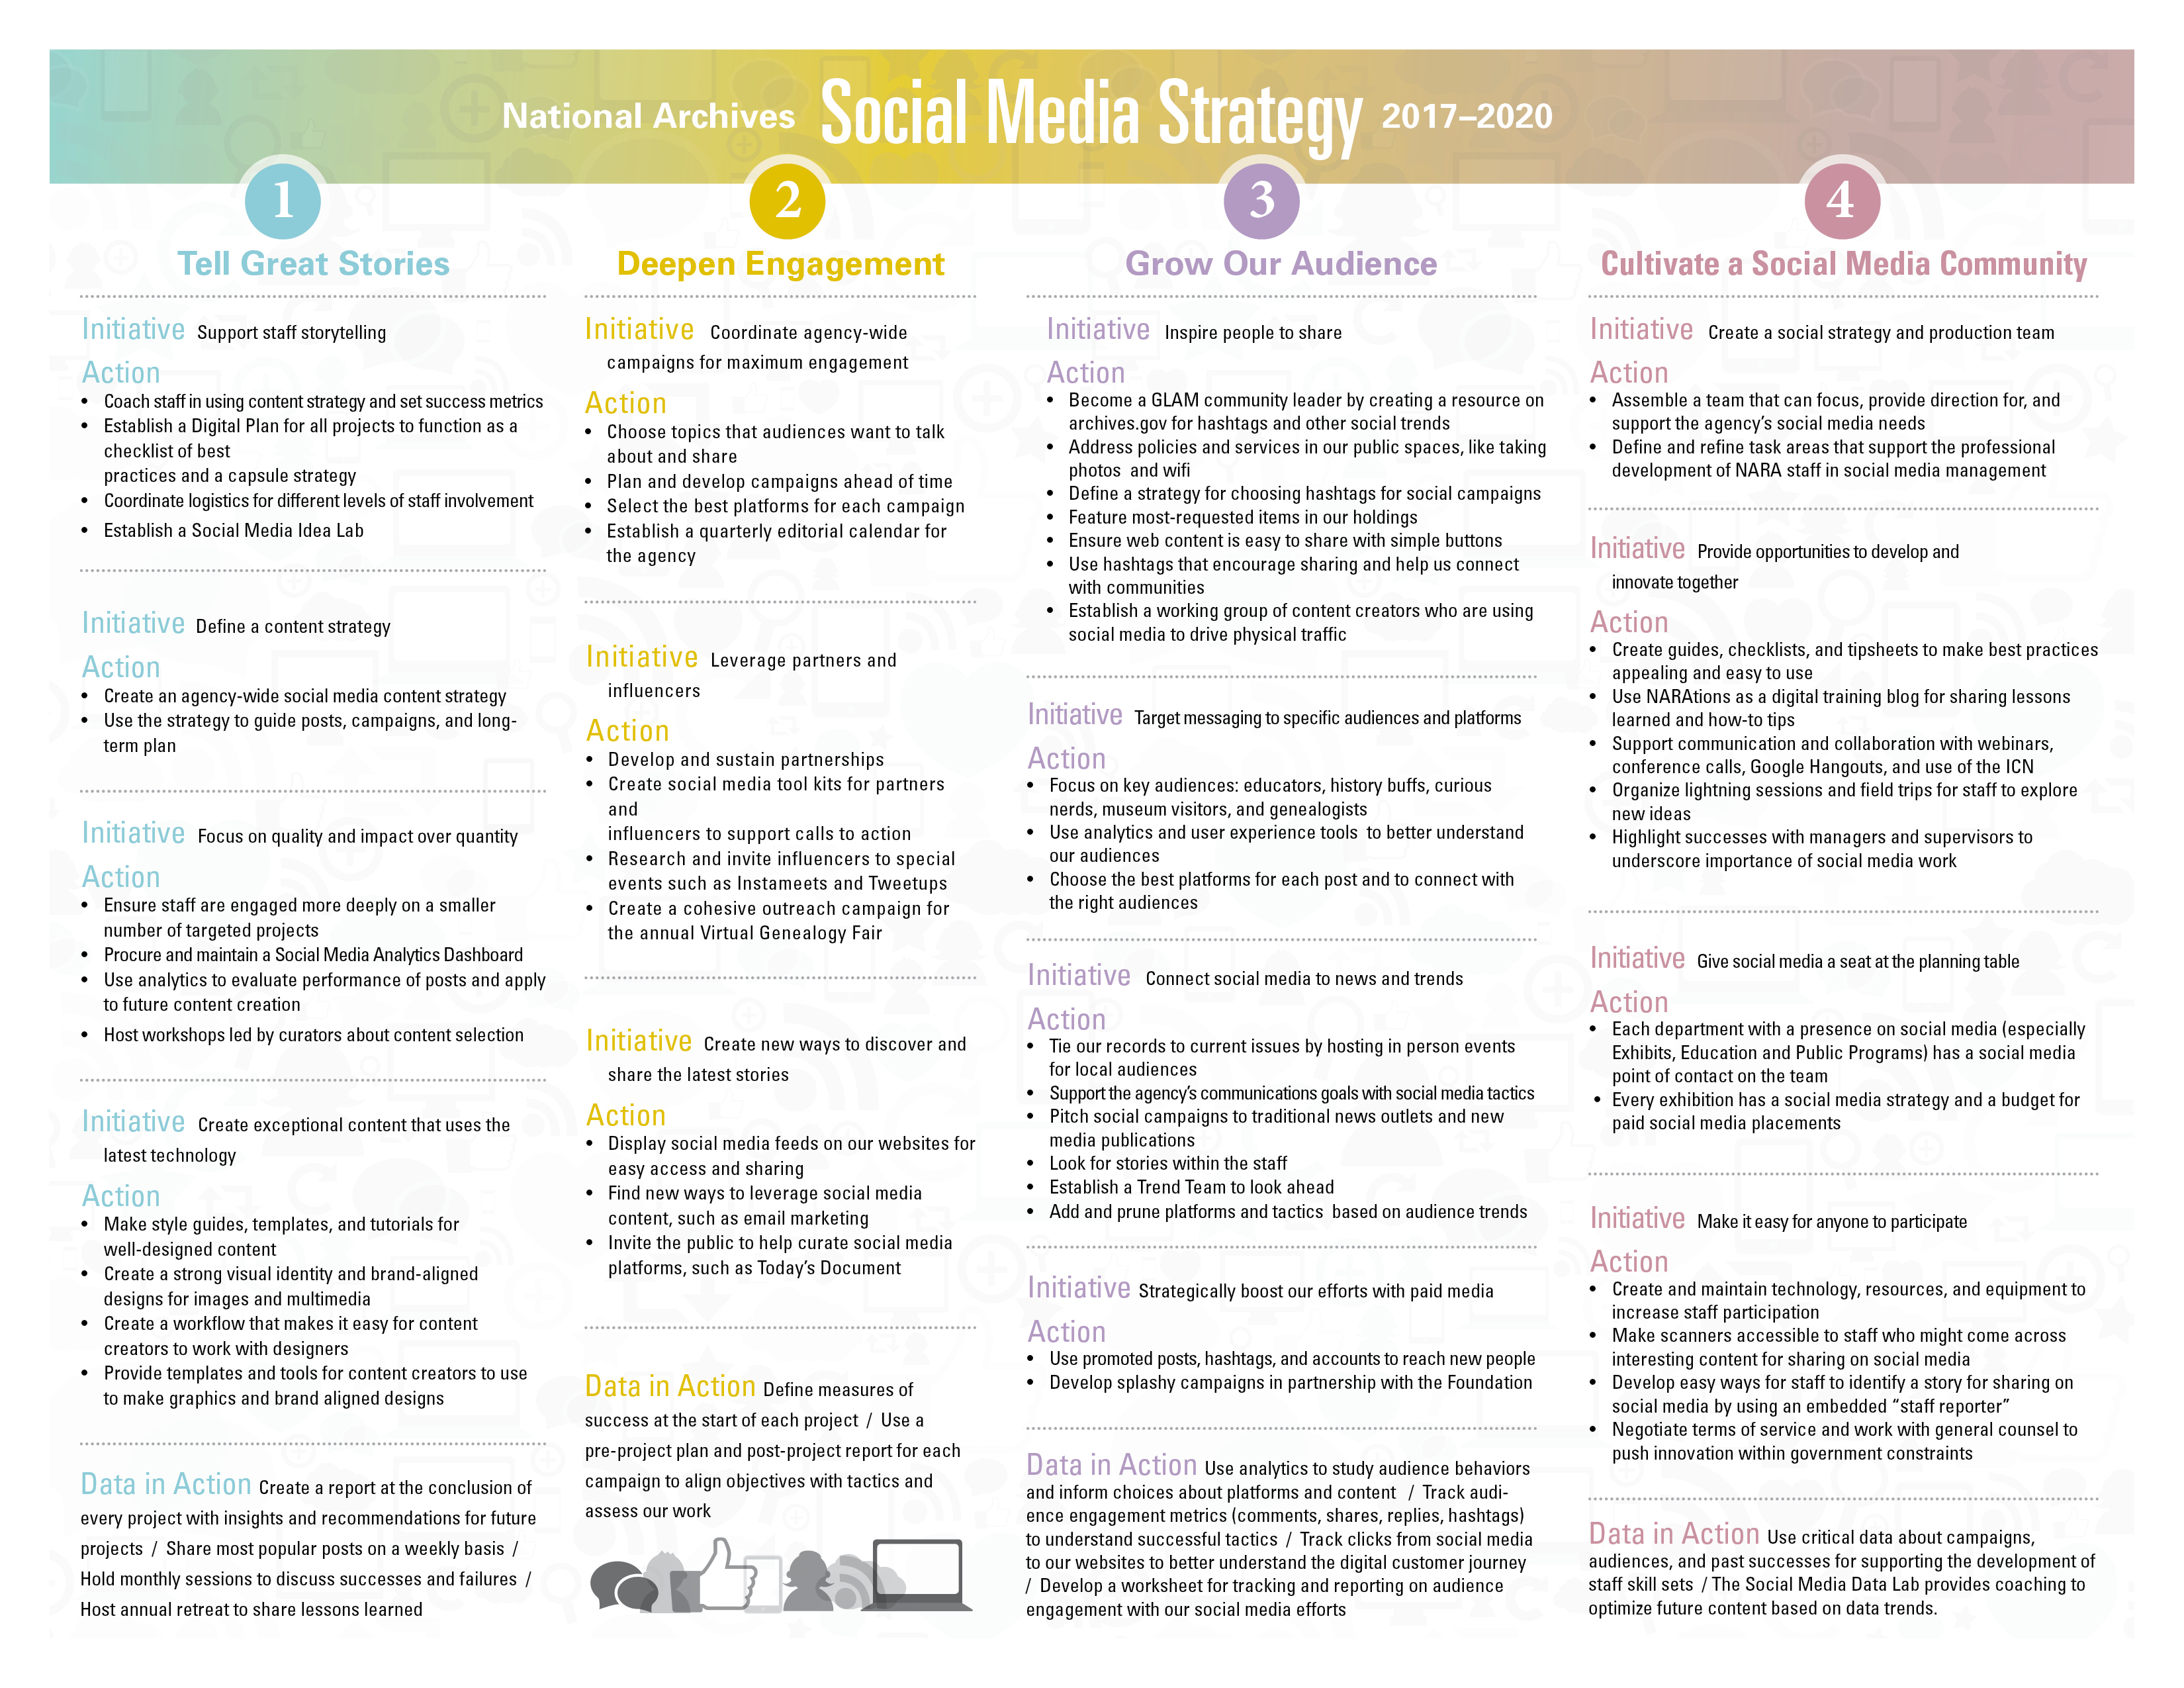 National Archives Social Media Strategy 2017–2020
1
Tell Great Stories
Initiative Support staff storytelling
Action
• Coach staff in using content strategy and set success metrics
• Establish a Digital Plan for all projects to function as a
checklist of best
practices and a capsule strategy
• Coordinate logistics for different levels of staff involvement
• Establish a Social Media Idea Lab
Initiative Define a content strategy
Action
• Create an agency-wide social media content strategy
• Use the strategy to guide posts, campaigns, and long-
term plan
Initiative Focus on quality and impact over quantity
Action
• Ensure staff are engaged more deeply on a smaller
number of targeted projects
• Procure and maintain a Social Media Analytics Dashboard
• Use analytics to evaluate performance of posts and apply
to future content creation
• Host workshops led by curators about content selection
Initiative Create exceptional content that uses the
latest technology
Action
• Make style guides, templates, and tutorials for
well-designed content
• Create a strong visual identity and brand-aligned
designs for images and multimedia
• Create a workflow that makes it easy for content
creators to work with designers
• Provide templates and tools for content creators to use
to make graphics and brand aligned designs
Data in Action Create a report at the conclusion of
every project with insights and recommendations for future
projects / Share most popular posts on a weekly basis /
Hold monthly sessions to discuss successes and failures /
Host annual retreat to share lessons learned
2
Deepen Engagement
Initiative Coordinate agency-wide
campaigns for maximum engagement
Action
• Choose topics that audiences want to talk
about and share
• Plan and develop campaigns ahead of time
• Select the best platforms for each campaign
• Establish a quarterly editorial calendar for
the agency
Initiative Leverage partners and
influencers
Action
• Develop and sustain partnerships
• Create social media tool kits for partners
and
influencers to support calls to action
• Research and invite influencers to special
events such as Instameets and Tweetups
• Create a cohesive outreach campaign for
the annual Virtual Genealogy Fair
Initiative Create new ways to discover and
share the latest stories
Action
• Display social media feeds on our websites for
easy access and sharing
• Find new ways to leverage social media
content, such as email marketing
• Invite the public to help curate social media
platforms, such as Today’s Document
Data in Action Define measures of
success at the start of each project / Use a
pre-project plan and post-project report for each
campaign to align objectives with tactics and
assess our work
3
Grow Our Audience
Initiative Inspire people to share
Action
• Become a GLAM community leader by creating a resource on
archives.gov for hashtags and other social trends
• Address policies and services in our public spaces, like taking
photos and wifi
• Define a strategy for choosing hashtags for social campaigns
• Feature most-requested items in our holdings
• Ensure web content is easy to share with simple buttons
• Use hashtags that encourage sharing and help us connect
with communities
• Establish a working group of content creators who are using
social media to drive physical traffic
Initiative Target messaging to specific audiences and platforms
Action
• Focus on key audiences: educators, history buffs, curious
nerds, museum visitors, and genealogists
• Use analytics and user experience tools to better understand
our audiences
• Choose the best platforms for each post and to connect with
the right audiences
Initiative Connect social media to news and trends
Action
• Tie our records to current issues by hosting in person events
for local audiences
• Support the agency’s communications goals with social media tactics
• Pitch social campaigns to traditional news outlets and new
media publications
• Look for stories within the staff
• Establish a Trend Team to look ahead
• Add and prune platforms and tactics based on audience trends
Initiative Strategically boost our efforts with paid media
Action
• Use promoted posts, hashtags, and accounts to reach new people
• Develop splashy campaigns in partnership with the Foundation
Data in Action Use analytics to study audience behaviors
and inform choices about platforms and content / Track audi-
ence engagement metrics (comments, shares, replies, hashtags)
to understand successful tactics / Track clicks from social media
to our websites to better understand the digital customer journey
/ Develop a worksheet for tracking and reporting on audience
engagement with our social media efforts
4
Cultivate a Social Media Community
Initiative Create a social strategy and production team
Action
• Assemble a team that can focus, provide direction for, and
support the agency’s social media needs
• Define and refine task areas that support the professional
development of NARA staff in social media management
Initiative Provide opportunities to develop and
innovate together
Action
• Create guides, checklists, and tipsheets to make best practices
appealing and easy to use
• Use NARAtions as a digital training blog for sharing lessons
learned and how-to tips
• Support communication and collaboration with webinars,
conference calls, Google Hangouts, and use of the ICN
• Organize lightning sessions and field trips for staff to explore
new ideas
• Highlight successes with managers and supervisors to
underscore importance of social media work
Initiative Give social media a seat at the planning table
Action
• Each department with a presence on social media (especially
Exhibits, Education and Public Programs) has a social media
point of contact on the team
• Every exhibition has a social media strategy and a budget for
paid social media placements
Initiative Make it easy for anyone to participate
Action
• Create and maintain technology, resources, and equipment to
increase staff participation
• Make scanners accessible to staff who might come across
interesting content for sharing on social media
• Develop easy ways for staff to identify a story for sharing on
social media by using an embedded “staff reporter”
• Negotiate terms of service and work with general counsel to
push innovation within government constraints
Data in Action Use critical data about campaigns,
audiences, and past successes for supporting the development of
staff skill sets / The Social Media Data Lab provides coaching to
optimize future content based on data trends.